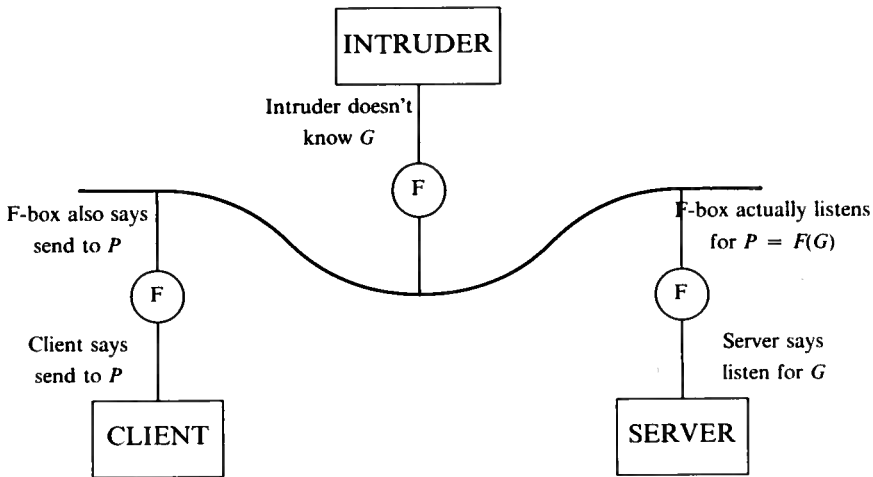 INTRUDER
Intruder doesn't
know G
F
F-box also says
send to P
F-box actually listens
for P = F(G)
F
F
Client says
send to P
Server says
listen for G
CLIENT
SERVER